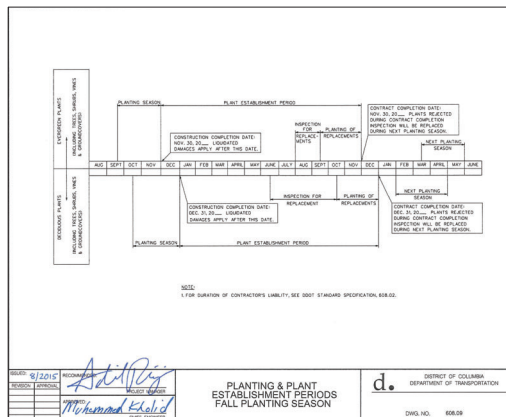 EVERGREEN PLANTS
(INCLUDING TREES, SHRUBS, VINES
& GROUNDCOVERS)
PLANTING SEASON
PLANT ESTABLISHMENT PERIOD
CONSTRUCTION COMPLETION DATE:
NOV. 30, 20__ LIQUIDATED
DAMAGES APPLY AFTER THIS DATE.
INSPECTION
FOR
REPLACE-
MENTS
PLANTING OF
REPLACEMENTS
CONTRACT COMPLETION DATE:
NOV. 30, 20__ PLANTS REJECTED
DURING CONTRACT COMPLETION
INSPECTION WILL BE REPLACED
DURING NEXT PLANTING SEASON.
NEXT PLANTING
SEASON
AUG SEPT OCT NOV DEC JAN FEB MAR APRIL MAY JUNE JULY AUG SEPT OCT NOV DEC JAN FEB MAR APRIL MAY JUNE
DECIDUOUS PLANTS
(INCLUDING TREES, SHRUBS, VINES
& GROUNDCOVERS)
CONSTRUCTION COMPLETION DATE:
DEC. 31, 20__ LIQUIDATED
DAMAGES APPLY AFTER THIS DATE.
INSPECTION FOR
REPLACEMENT
PLANTING OF
REPLACEMENTS
NEXT PLANTING
SEASON
CONTRACT COMPLETION DATE:
DEC. 31, 20__ PLANTS REJECTED
DURING CONTRACT COMPLETION
INSPECTION WILL BE REPLACED
DURING NEXT PLANTING SEASON.
PLANTING SEASON
PLANT ESTABLISHMENT PERIOD
NOTE:
1. FOR DURATION OF CONTRACTOR'S LIABILITY, SEE DDOT STANDARD SPECIFICATION, 608.02.
ISSUED: 8/2015
REVISION APPROVAL
RECOMMENDED:
PROJECT MANAGER
APPROVED:
Muhammad Khalid
CHIEF ENGINEER
PLANTING & PLANT
ESTABLISHMENT PERIODS
FALL PLANTING SEASON
d.
DISTRICT OF COLUMBIA
DEPARTMENT OF TRANSPORTATION
DWG. NO. 608.09